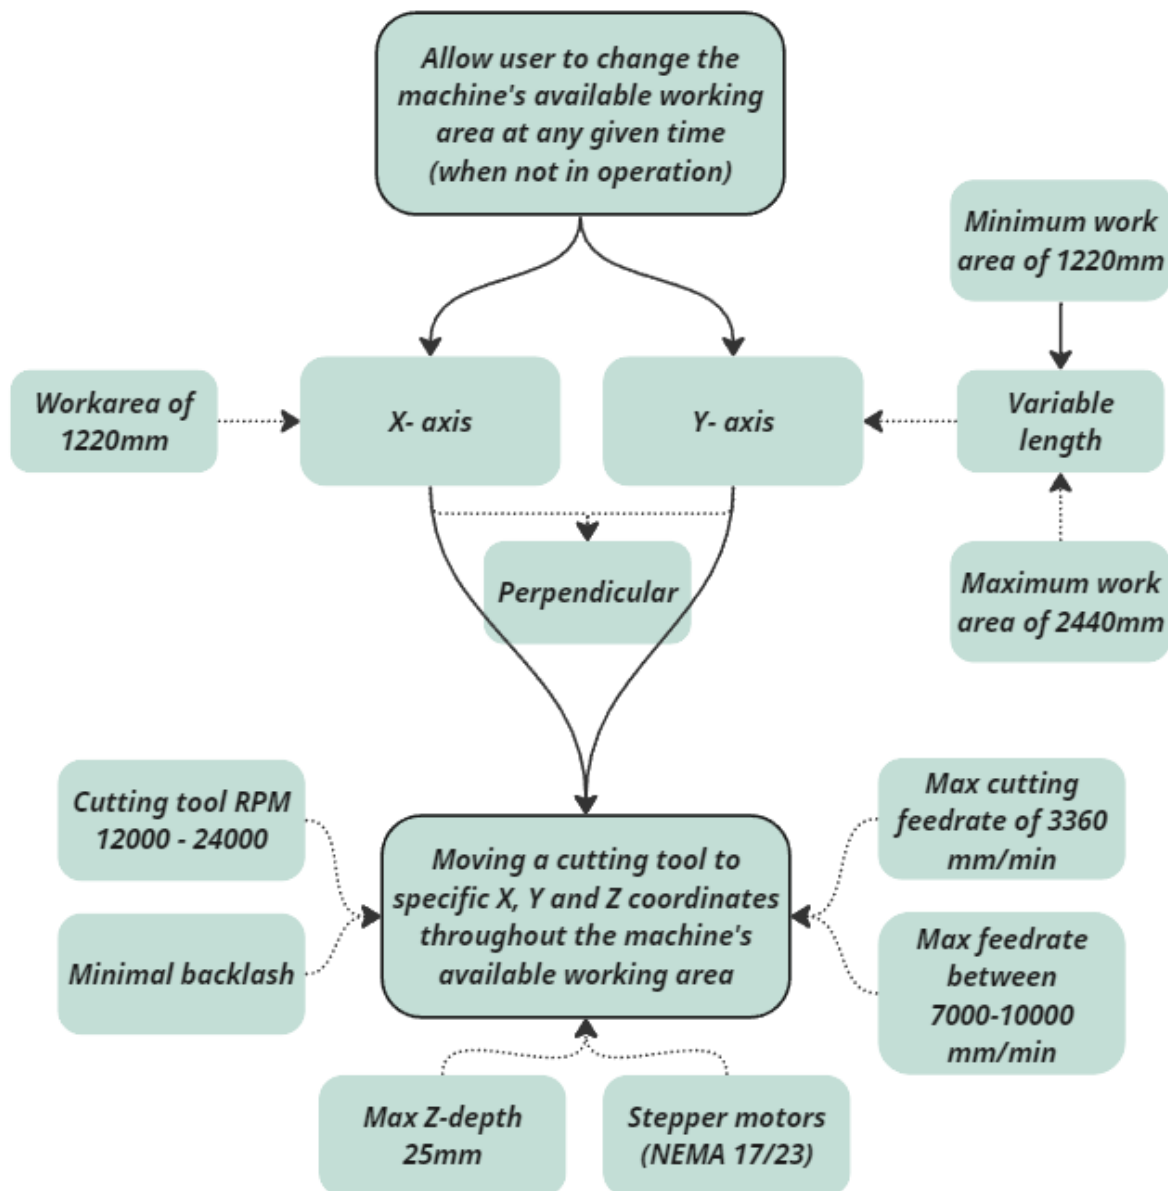 Allow user to change the
machine's available working
area at any given time
(when not in operation)
Minimum work
area of 1220mm
Workarea of
1220mm
X- axis
Y- axis
Variable
length
Perpendicular
Maximum work
area of 2440mm
Cutting tool RPM
12000 - 24000
Max cutting
feedrate of 3360
mm/min
Moving a cutting tool to
specific X, Y and Z coordinates
throughout the machine's
available working area
Minimal backlash
Max feedrate
between
7000-10000
mm/min
Max Z-depth
25mm
Stepper motors
(NEMA 17/23)